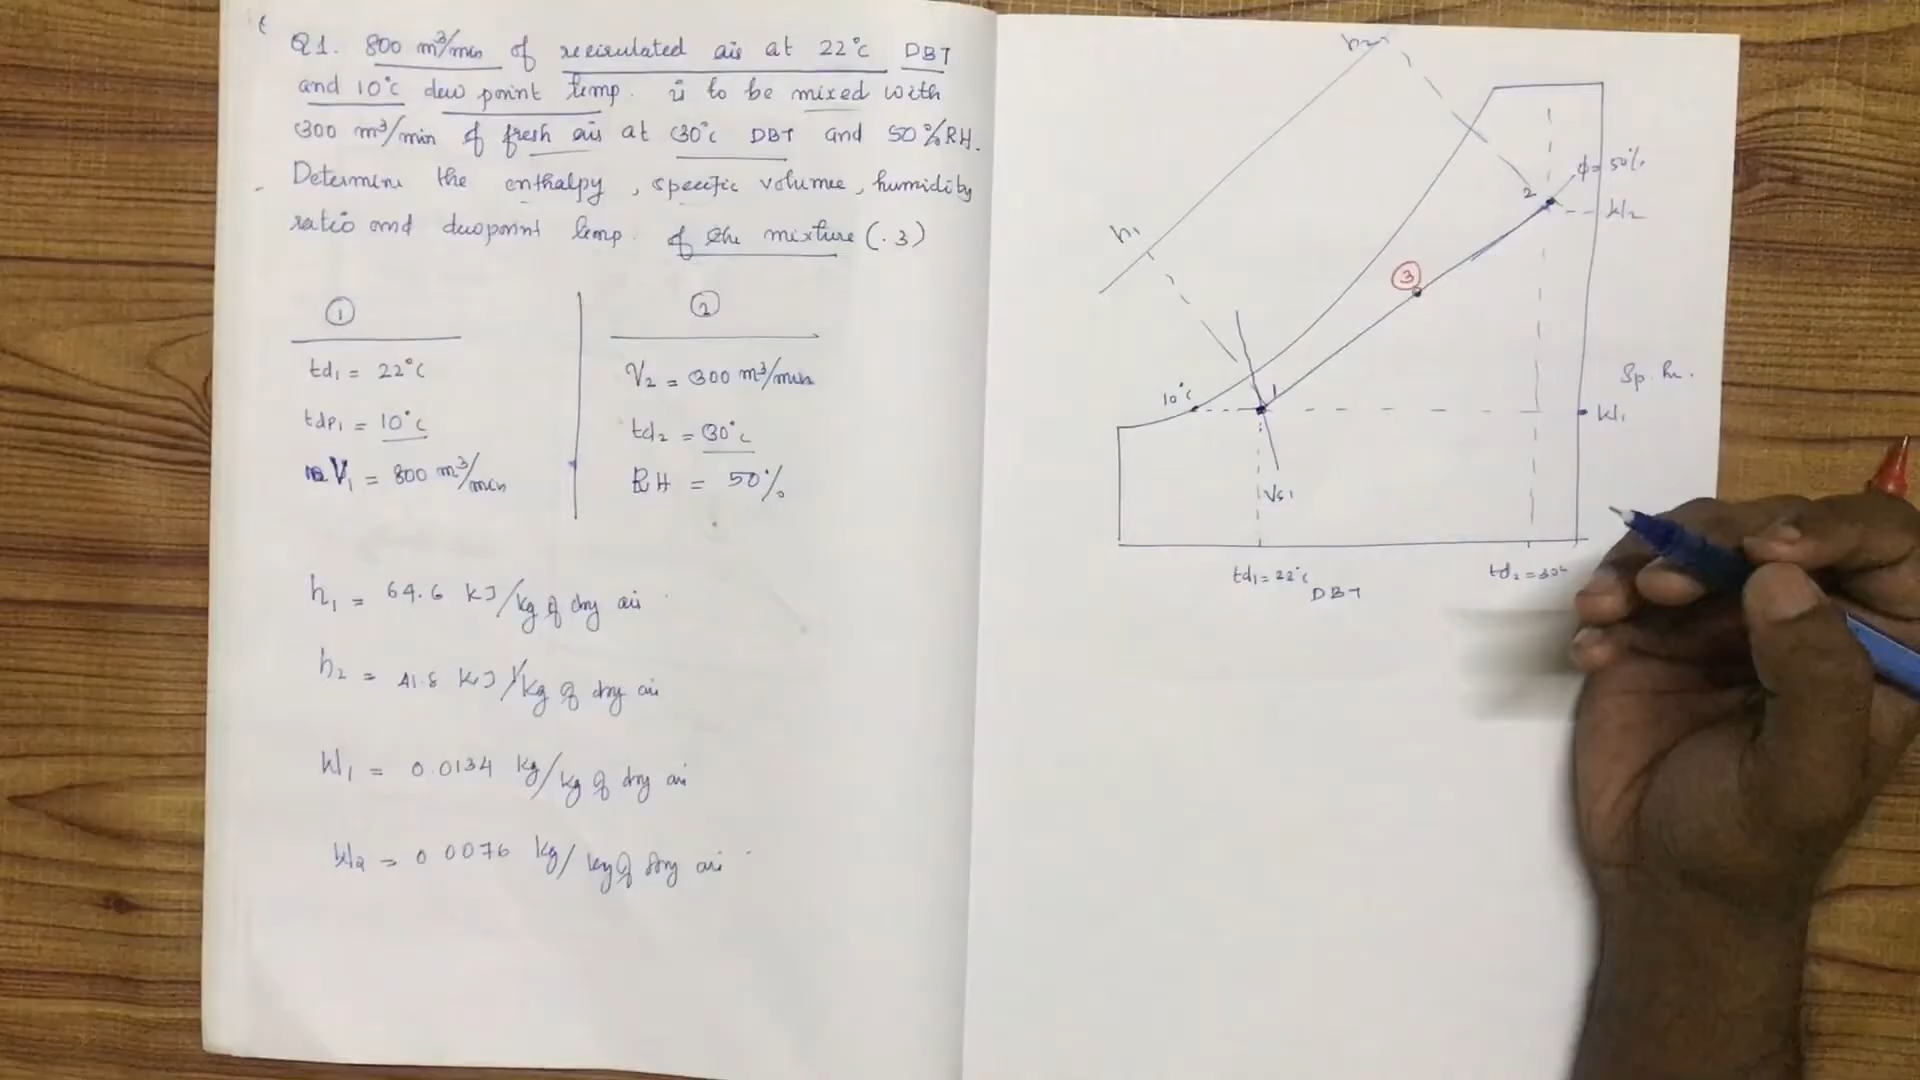 Q1. 800 m³/min of recirculated air at 22°C DBT
and 10°C dew point temp. is to be mixed with
300 m³/min of fresh air at 30°C DBT and 50% RH.
Determine the enthalpy, specific volume, humidity
ratio and dewpoint temp. of the mixture (.3)
①
td₁ = 22°C
tdp₁ = 10°C
V₁ = 800 m³/min
②
V₂ = 300 m³/min
td₂ = 30°C
RH = 50%
h₁ = 64.6 KJ/kg of dry air
h₂ = 41.8 KJ/kg of dry air
W₁ = 0.0134 kg/kg of dry air
W₂ = 0.0076 kg/kg of dry air
h₂
h₁
ϕ = 50%
2
W₂
3
Sp. h.
10°C
1
W₁
Vs₁
td₁ = 22°C
td₂ = 30°
DBT